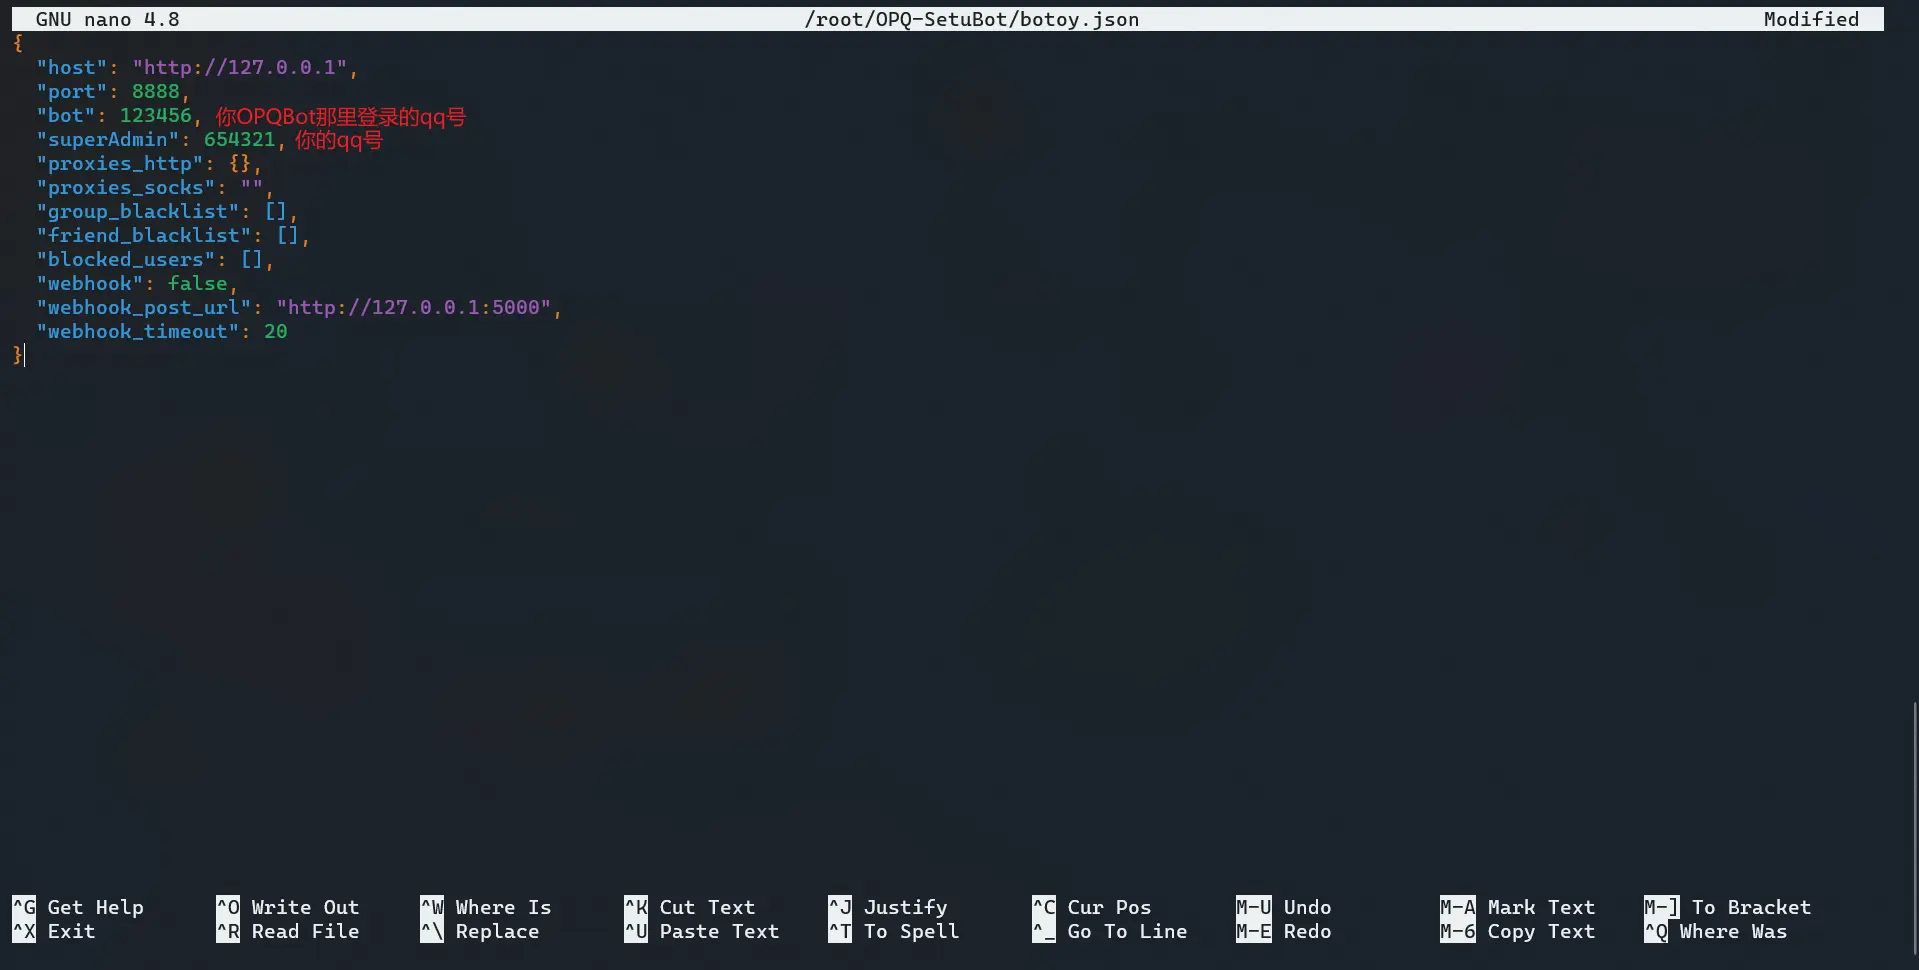 GNU nano 4.8 /root/OPQ-SetuBot/botoy.json Modified
{
"host": "http://127.0.0.1",
"port": 8888,
"bot": 123456, 你OPQBot那里登录的qq号
"superAdmin": 654321, 你的qq号
"proxies_http": {},
"proxies_socks": "",
"group_blacklist": [],
"friend_blacklist": [],
"blocked_users": [],
"webhook": false,
"webhook_post_url": "http://127.0.0.1:5000",
"webhook_timeout": 20
}
^G Get Help ^O Write Out ^W Where Is ^K Cut Text ^J Justify ^C Cur Pos M-U Undo M-A Mark Text M-] To Bracket
^X Exit ^R Read File ^\ Replace ^U Paste Text ^T To Spell ^_ Go To Line M-E Redo M-6 Copy Text ^Q Where Was